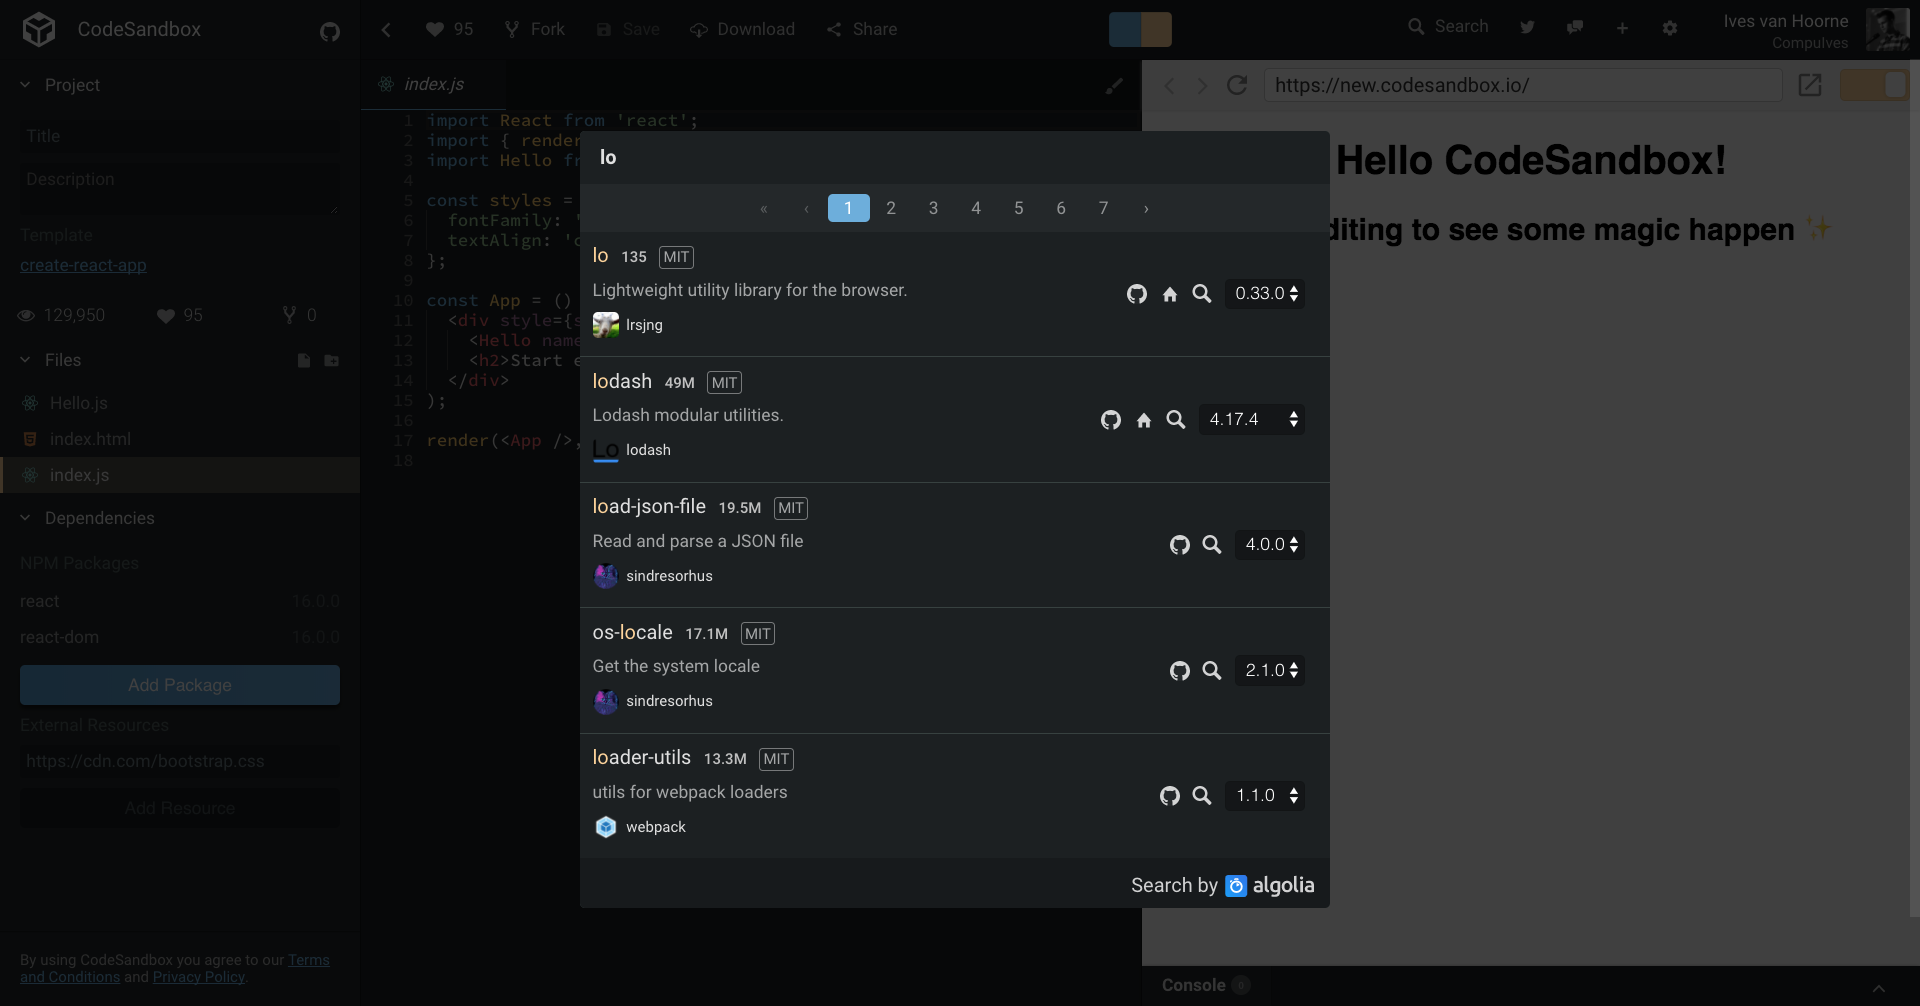 CodeSandbox
95
Fork
Save
Download
Share
Search
Ives van Hoorne
Compulves
Project
Title
Description
Template
create-react-app
129,950
95
0
Files
Hello.js
index.html
index.js
Dependencies
NPM Packages
react 16.0.0
react-dom 16.0.0
Add Package
External Resources
https://cdn.com/bootstrap.css
Add Resource
By using CodeSandbox you agree to our Terms
and Conditions and Privacy Policy.
index.js
1 import React from 'react';
2 import { render
3 import Hello fr
4
5 const styles =
6 fontFamily: '
7 textAlign: 'c
8 };
9
10 const App = ()
11 <div style={s
12 <Hello name
13 <h2>Start e
14 </div>
15 );
16
17 render(<App />,
18
lo
« ‹ 1 2 3 4 5 6 7 ›
lo 135 MIT
Lightweight utility library for the browser.
0.33.0
lrsjng
lodash 49M MIT
Lodash modular utilities.
4.17.4
Lo lodash
load-json-file 19.5M MIT
Read and parse a JSON file
4.0.0
sindresorhus
os-locale 17.1M MIT
Get the system locale
2.1.0
sindresorhus
loader-utils 13.3M MIT
utils for webpack loaders
1.1.0
webpack
Search by algolia
https://new.codesandbox.io/
Hello CodeSandbox!
diting to see some magic happen ✨
Console 0